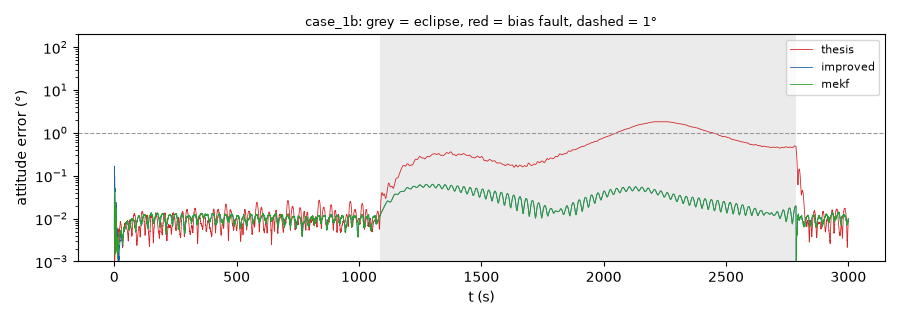 case_1b: grey = eclipse, red = bias fault, dashed = 1°
attitude error (°)
10²
10¹
10⁰
10⁻¹
10⁻²
10⁻³
thesis
improved
mekf
0
500
1000
1500
2000
2500
3000
t (s)